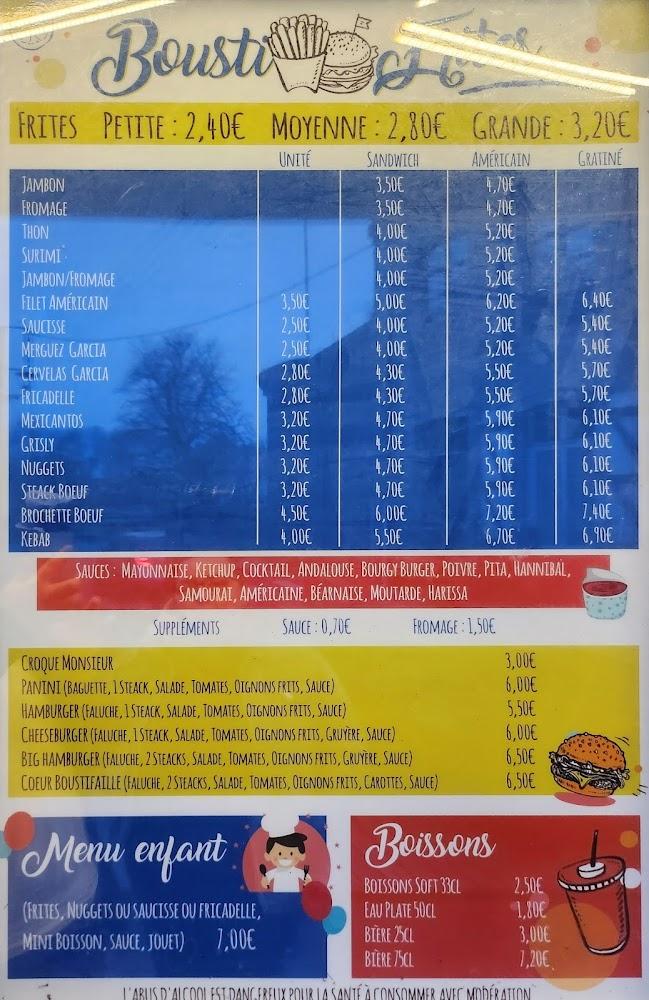 Bousti
FRITES PETITE : 2,40€ MOYENNE : 2,80€ GRANDE : 3,20€
UNITÉ SANDWICH AMÉRICAIN GRATINÉ
JAMBON 3,50€ 4,70€
FROMAGE 3,50€ 4,70€
THON 4,00€ 5,20€
SURIMI 4,00€ 5,20€
JAMBON/FROMAGE 4,00€ 5,20€
FILET AMÉRICAIN 3,50€ 5,00€ 6,20€ 6,40€
SAUCISSE 2,50€ 4,00€ 5,20€ 5,40€
MERGUEZ GARCIA 2,50€ 4,00€ 5,20€ 5,40€
CERVELAS GARCIA 2,80€ 4,30€ 5,50€ 5,70€
FRICADELLE 2,80€ 4,30€ 5,50€ 5,70€
MEXICANTOS 3,20€ 4,70€ 5,90€ 6,10€
GRISLY 3,20€ 4,70€ 5,90€ 6,10€
NUGGETS 3,20€ 4,70€ 5,90€ 6,10€
STEACK BOEUF 3,20€ 4,70€ 5,90€ 6,10€
BROCHETTE BOEUF 4,50€ 6,00€ 7,20€ 7,40€
KEBAB 4,00€ 5,50€ 6,70€ 6,90€
SAUCES : MAYONNAISE, KETCHUP, COCKTAIL, ANDALOUSE, BOURGY BURGER, POIVRE, PITA, HANNIBAL,
SAMOURAI, AMÉRICAINE, BÉARNAISE, MOUTARDE, HARISSA
SUPPLÉMENTS SAUCE : 0,70€ FROMAGE : 1,50€
CROQUE MONSIEUR 3,00€
PANINI (BAGUETTE, 1 STEACK, SALADE, TOMATES, OIGNONS FRITS, SAUCE) 6,00€
HAMBURGER (FALUCHE, 1 STEACK, SALADE, TOMATES, OIGNONS FRITS, SAUCE) 5,50€
CHEESEBURGER (FALUCHE, 1 STEACK, SALADE, TOMATES, OIGNONS FRITS, GRUYÈRE, SAUCE) 6,00€
BIG HAMBURGER (FALUCHE, 2 STEACKS, SALADE, TOMATES, OIGNONS FRITS, GRUYÈRE, SAUCE) 6,50€
COEUR BOUSTIFAILLE (FALUCHE, 2 STEACKS, SALADE, TOMATES, OIGNONS FRITS, CAROTTES, SAUCE) 6,50€
Menu enfant
(FRITES, NUGGETS OU SAUCISSE OU FRICADELLE,
MINI BOISSON, SAUCE, JOUET) 7,00€
Boissons
BOISSONS SOFT 33CL 2,50€
EAU PLATE 50CL 1,80€
BIÈRE 25CL 3,00€
BIÈRE 75CL 7,20€
L'ABUS D'ALCOOL EST DANGEREUX POUR LA SANTÉ À CONSOMMER AVEC MODÉRATION